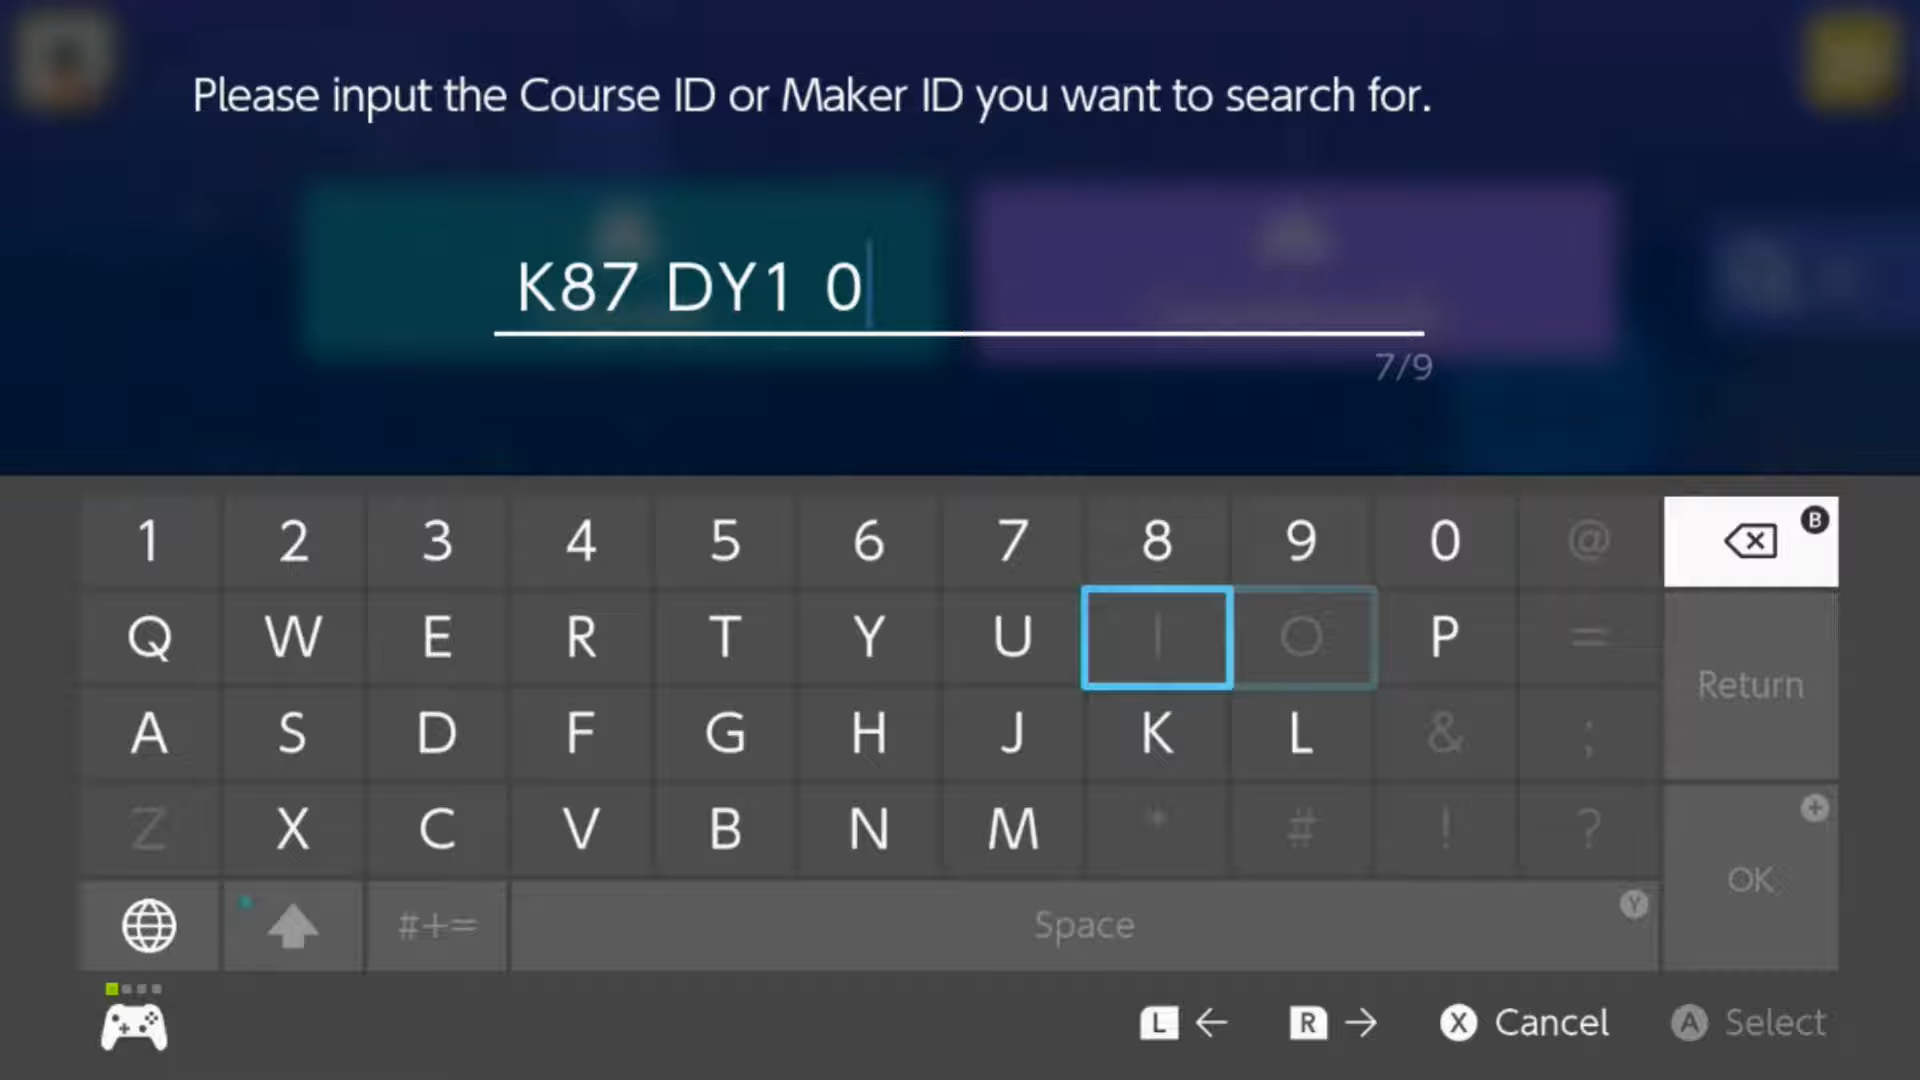 Please input the Course ID or Maker ID you want to search for.
K87 DY1 0
7/9
1 2 3 4 5 6 7 8 9 0 @ B
Q W E R T Y U I O P =
Return
A S D F G H J K L & ;
Z X C V B N M * # ! ?
OK
#+= Space Y
L ← R → X Cancel A Select